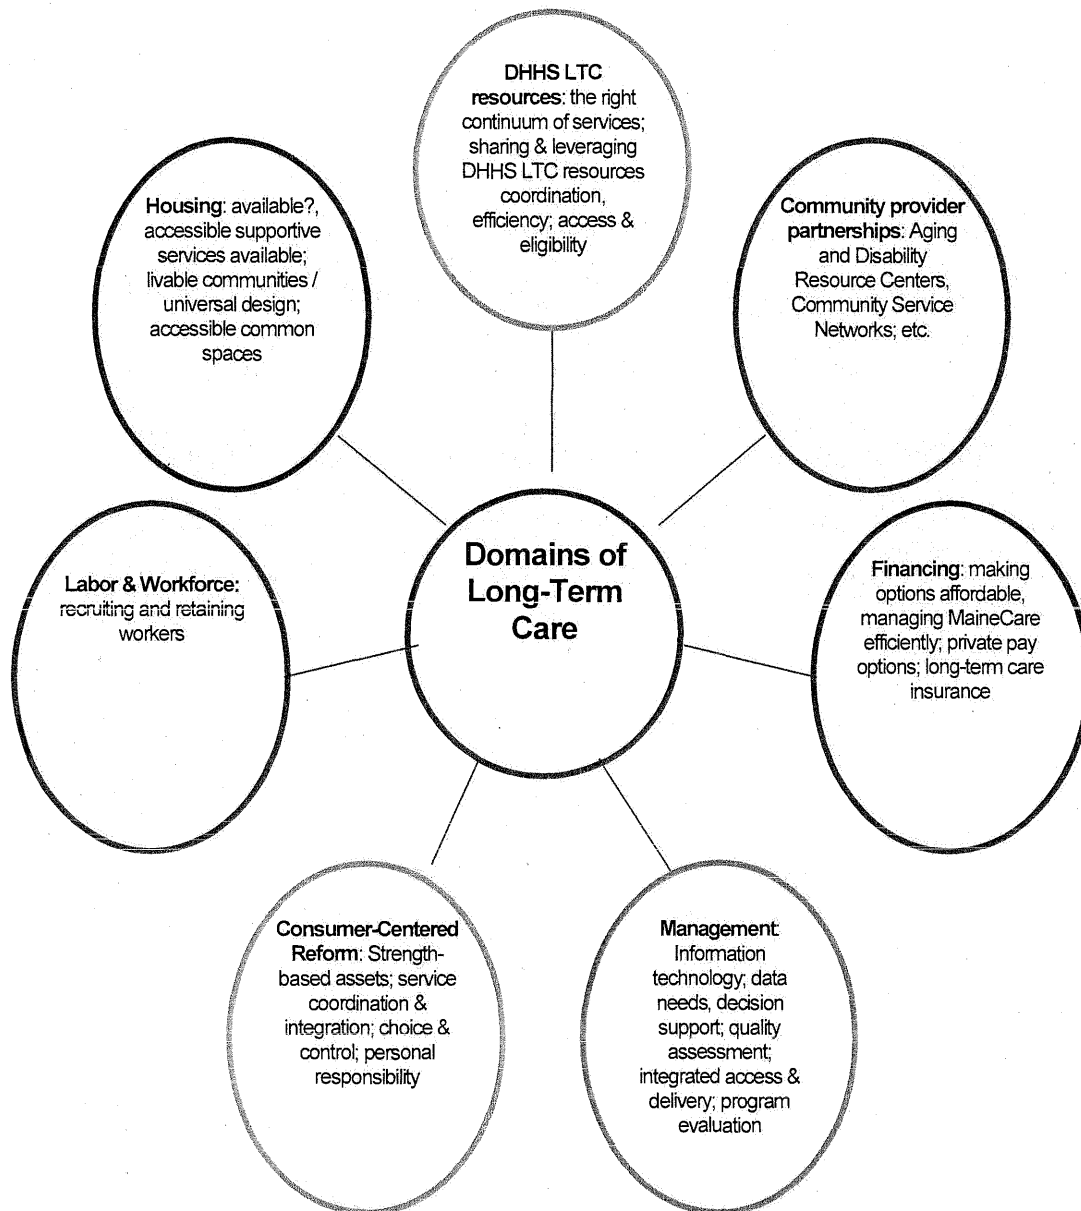 DHHS LTC
resources: the right
continuum of services;
sharing & leveraging
DHHS LTC resources
coordination,
efficiency; access &
eligibility
Housing: available?,
accessible supportive
services available;
livable communities /
universal design;
accessible common
spaces
Community provider
partnerships: Aging
and Disability
Resource Centers,
Community Service
Networks; etc.
Domains of
Long-Term
Care
Labor & Workforce:
recruiting and retaining
workers
Financing: making
options affordable,
managing MaineCare
efficiently; private pay
options; long-term care
insurance
Consumer-Centered
Reform: Strength-
based assets; service
coordination &
integration; choice &
control; personal
responsibility
Management:
Information
technology; data
needs, decision
support; quality
assessment;
integrated access &
delivery; program
evaluation